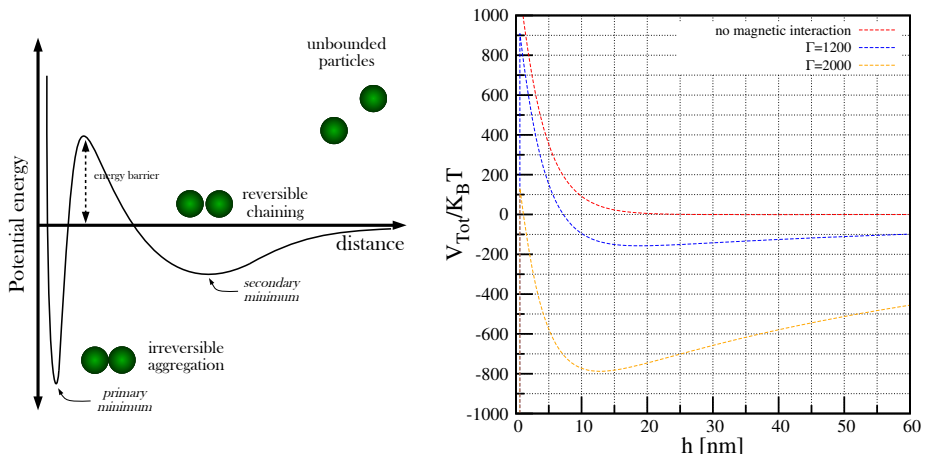 unbounded
particles
Potential energy
energy barrier
reversible
chaining
distance
secondary
minimum
irreversible
aggregation
primary
minimum
V_Tot/K_B T
1000
800
600
400
200
0
-200
-400
-600
-800
-1000
no magnetic interaction
Γ=1200
Γ=2000
0 10 20 30 40 50 60
h [nm]